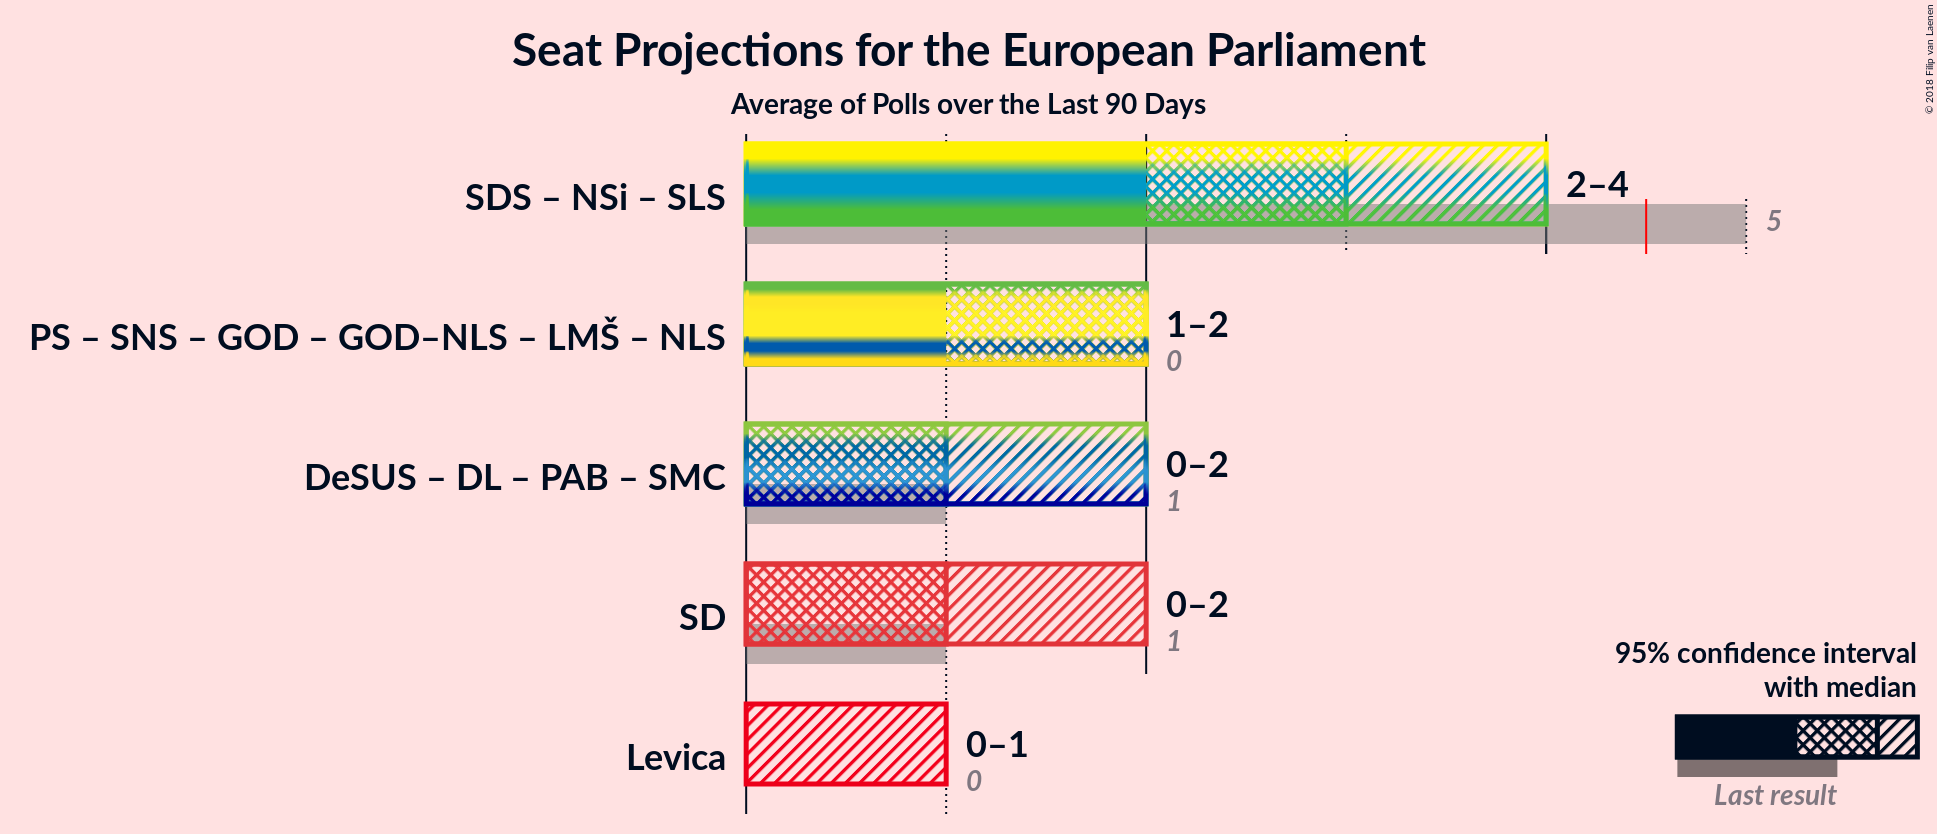 Seat Projections for the European Parliament
Average of Polls over the Last 90 Days
© 2018 Filip van Laenen
SDS – NSi – SLS
2–4
5
PS – SNS – GOD – GOD–NLS – LMŠ – NLS
1–2
0
DeSUS – DL – PAB – SMC
0–2
1
SD
0–2
1
Levica
0–1
0
95% confidence interval
with median
Last result